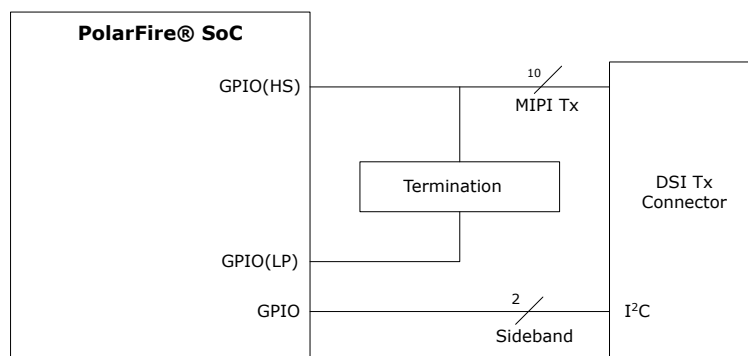 PolarFire® SoC
GPIO(HS)
10
MIPI Tx
Termination
DSI Tx
Connector
GPIO(LP)
GPIO
2
I²C
Sideband